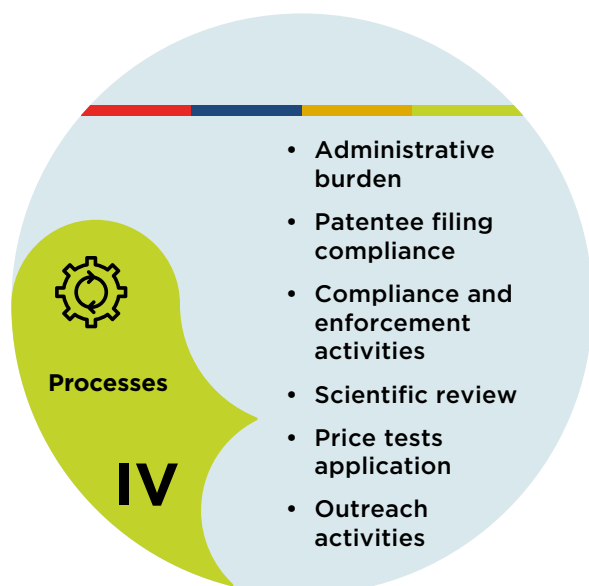 Processes
IV
• Administrative
burden
• Patentee filing
compliance
• Compliance and
enforcement
activities
• Scientific review
• Price tests
application
• Outreach
activities